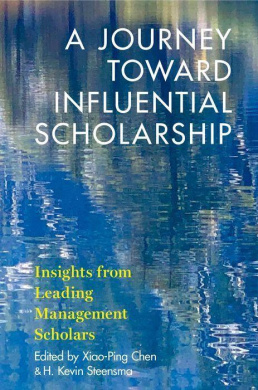 A JOURNEY
TOWARD
INFLUENTIAL
SCHOLARSHIP
Insights from
Leading
Management
Scholars
Edited by Xiao-Ping Chen
& H. Kevin Steensma